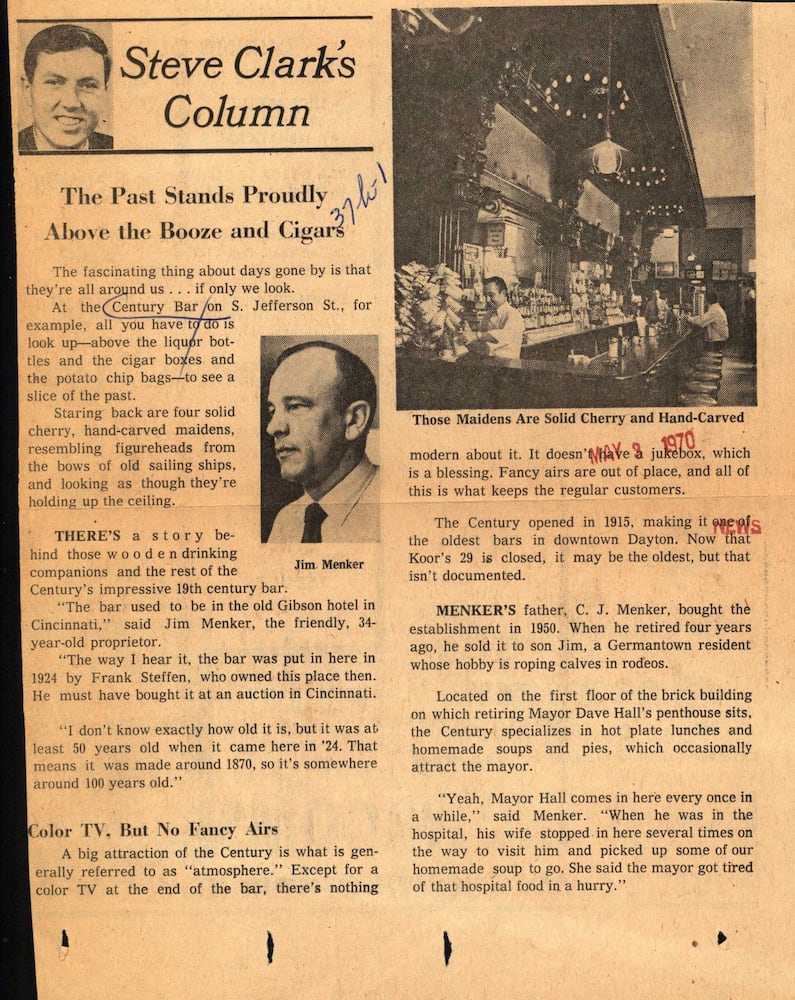 Steve Clark's
Column
The Past Stands Proudly
Above the Booze and Cigars
The fascinating thing about days gone by is that
they're all around us . . . if only we look.
At the Century Bar on S. Jefferson St., for
example, all you have to do is
look up—above the liquor bot-
tles and the cigar boxes and
the potato chip bags—to see a
slice of the past.
Staring back are four solid
cherry, hand-carved maidens,
resembling figureheads from
the bows of old sailing ships,
and looking as though they're
holding up the ceiling.
THERE'S a story be-
hind those wooden drinking
companions and the rest of the
Century's impressive 19th century bar.
"The bar used to be in the old Gibson hotel in
Cincinnati," said Jim Menker, the friendly, 34-
year-old proprietor.
"The way I hear it, the bar was put in here in
1924 by Frank Steffen, who owned this place then.
He must have bought it at an auction in Cincinnati.
"I don't know exactly how old it is, but it was at
least 50 years old when it came here in '24. That
means it was made around 1870, so it's somewhere
around 100 years old."
Color TV, But No Fancy Airs
A big attraction of the Century is what is gen-
erally referred to as "atmosphere." Except for a
color TV at the end of the bar, there's nothing
Jim Menker
Those Maidens Are Solid Cherry and Hand-Carved
MAY 3 1970
NEWS
modern about it. It doesn't have a jukebox, which
is a blessing. Fancy airs are out of place, and all of
this is what keeps the regular customers.
The Century opened in 1915, making it one of
the oldest bars in downtown Dayton. Now that
Koor's 29 is closed, it may be the oldest, but that
isn't documented.
MENKER'S father, C. J. Menker, bought the
establishment in 1950. When he retired four years
ago, he sold it to son Jim, a Germantown resident
whose hobby is roping calves in rodeos.
Located on the first floor of the brick building
on which retiring Mayor Dave Hall's penthouse sits,
the Century specializes in hot plate lunches and
homemade soups and pies, which occasionally
attract the mayor.
"Yeah, Mayor Hall comes in here every once in
a while," said Menker. "When he was in the
hospital, his wife stopped in here several times on
the way to visit him and picked up some of our
homemade soup to go. She said the mayor got tired
of that hospital food in a hurry."